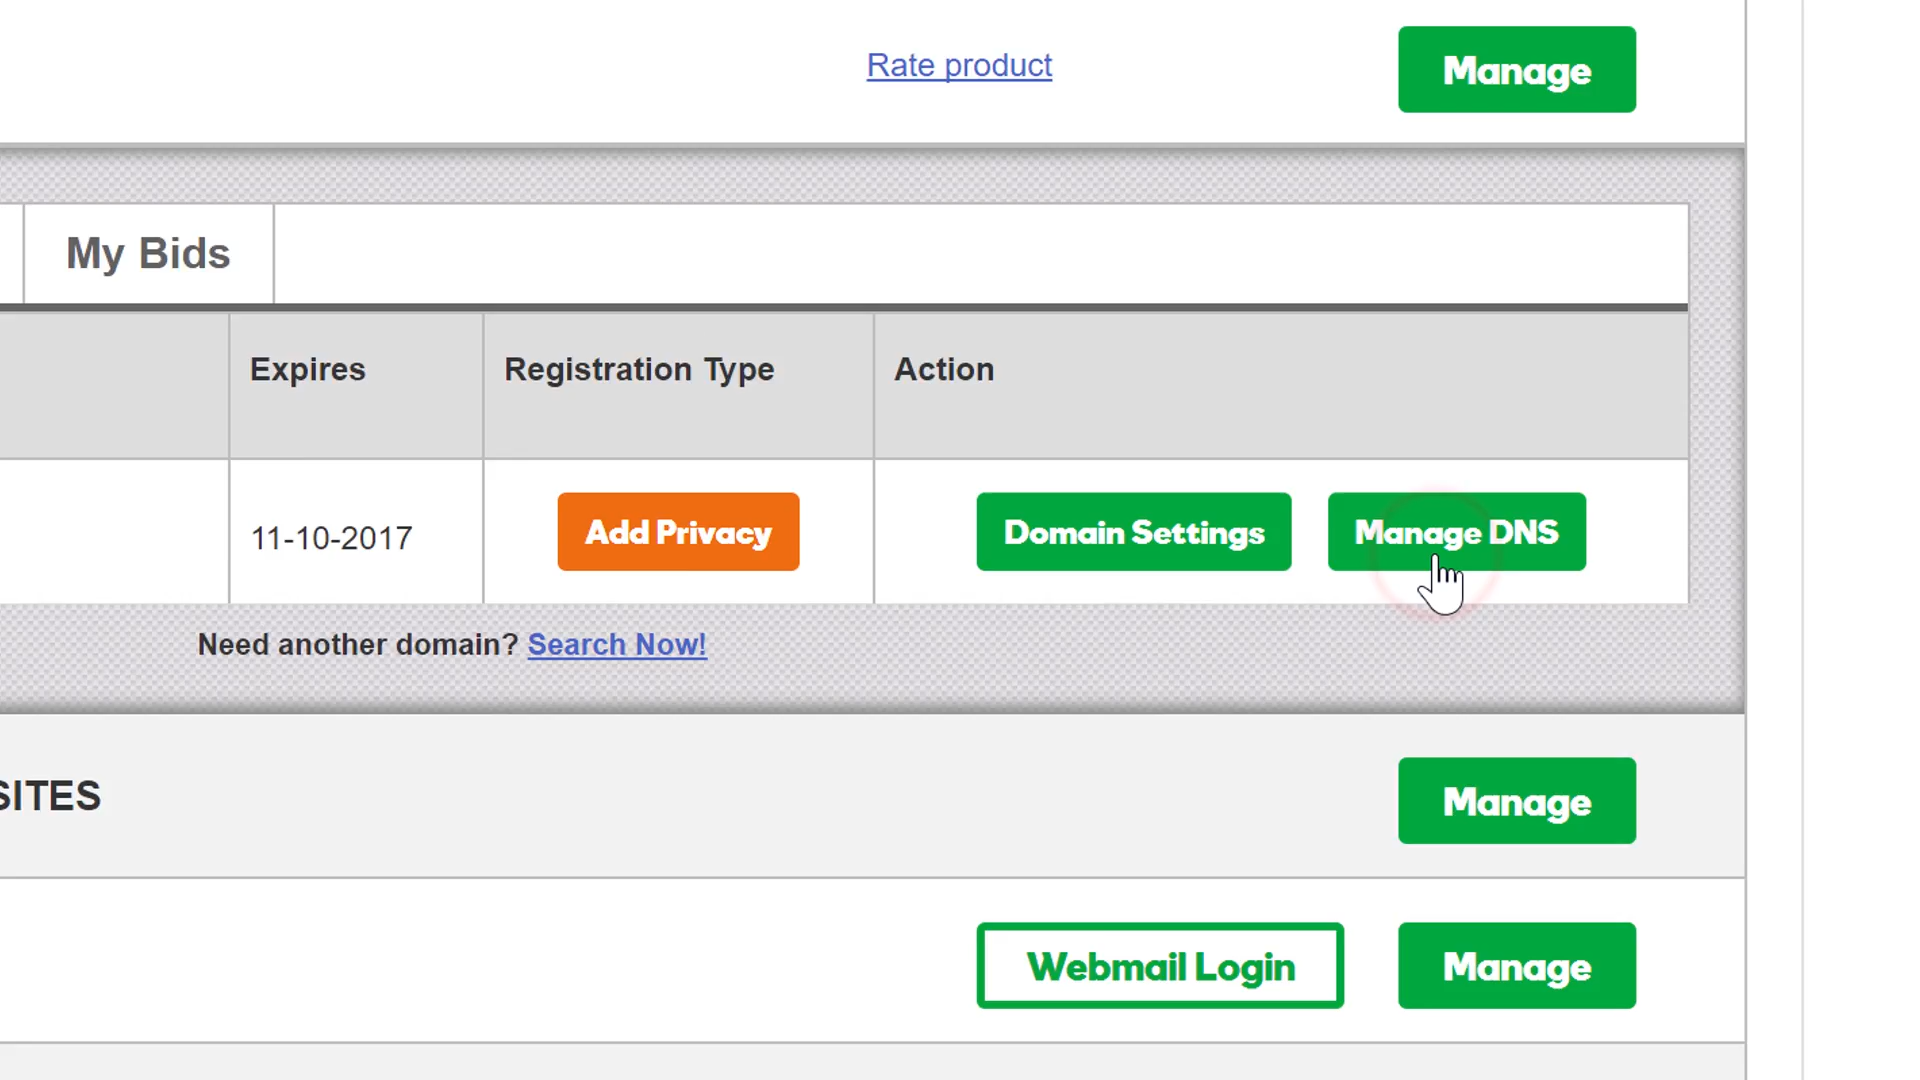 Rate product
Manage
My Bids
Expires
Registration Type
Action
11-10-2017
Add Privacy
Domain Settings
Manage DNS
Need another domain? Search Now!
SITES
Manage
Webmail Login
Manage